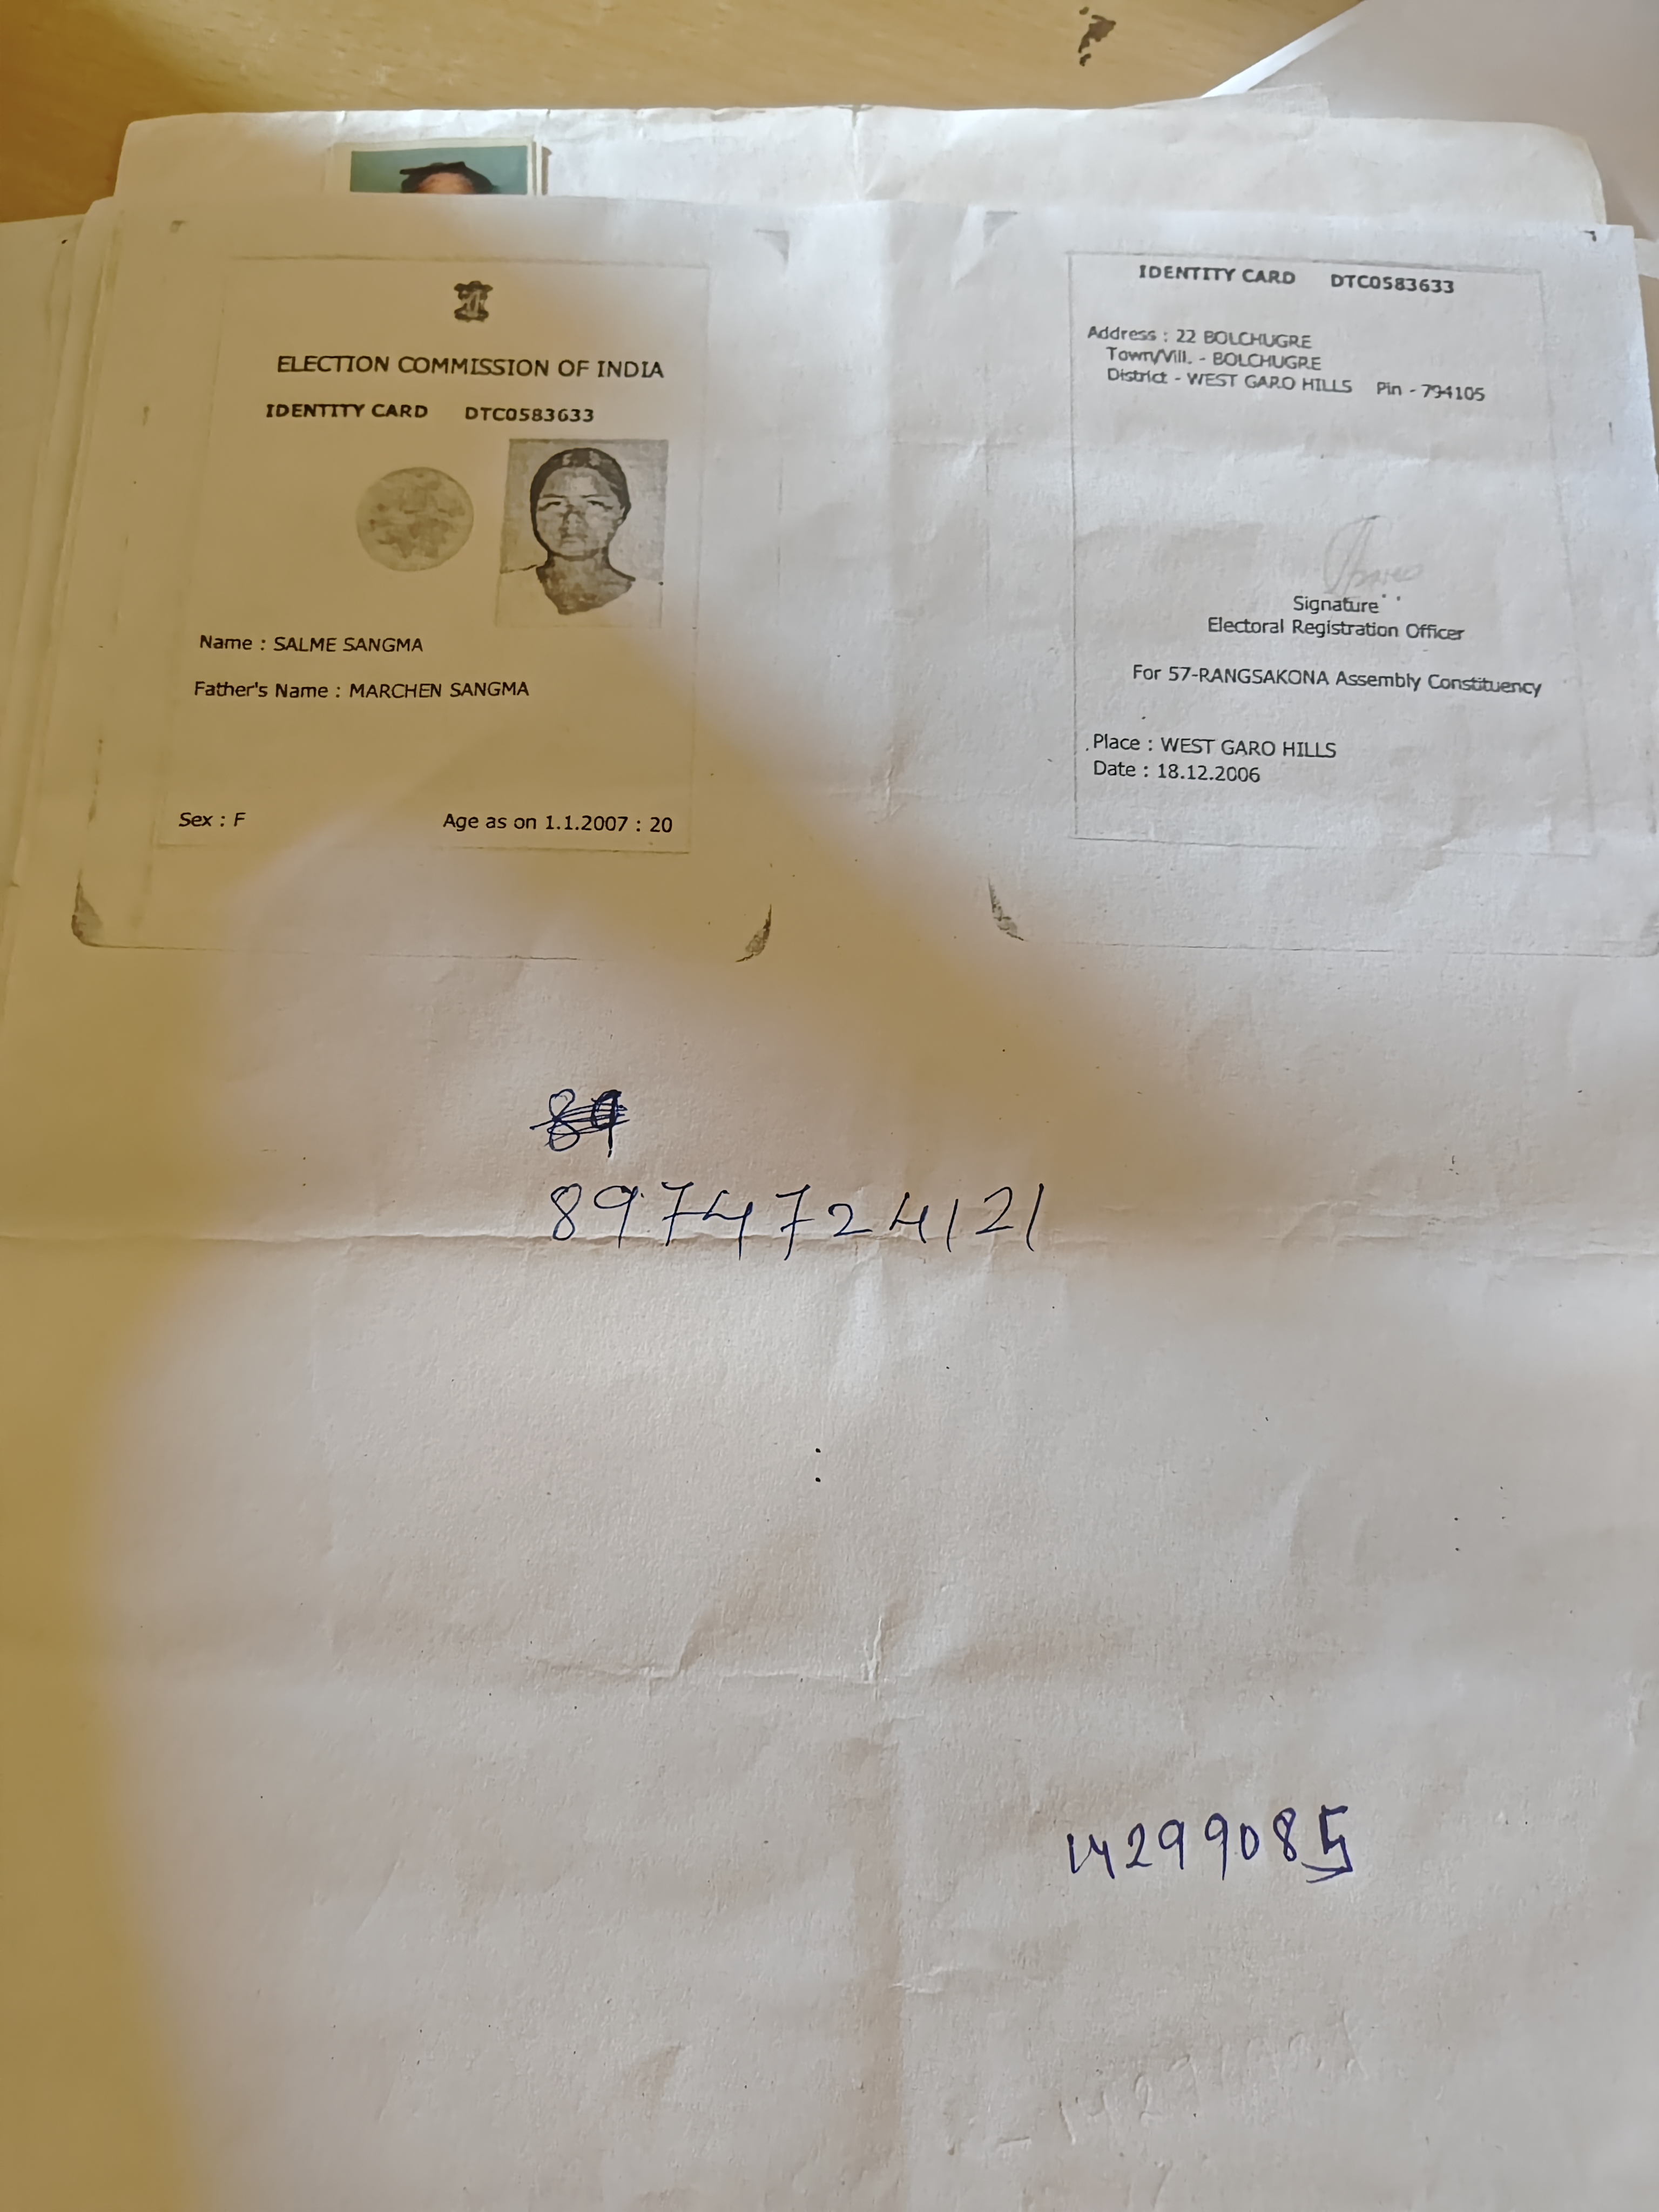 ELECTION COMMISSION OF INDIA
IDENTITY CARD DTC0583633
Name : SALME SANGMA
Father's Name : MARCHEN SANGMA
Sex : F Age as on 1.1.2007 : 20
IDENTITY CARD DTC0583633
Address : 22 BOLCHUGRE
Town/Vill. - BOLCHUGRE
District - WEST GARO HILLS Pin - 794105
Signature
Electoral Registration Officer
For 57-RANGSAKONA Assembly Constituency
Place : WEST GARO HILLS
Date : 18.12.2006
89
8974724121
14299085